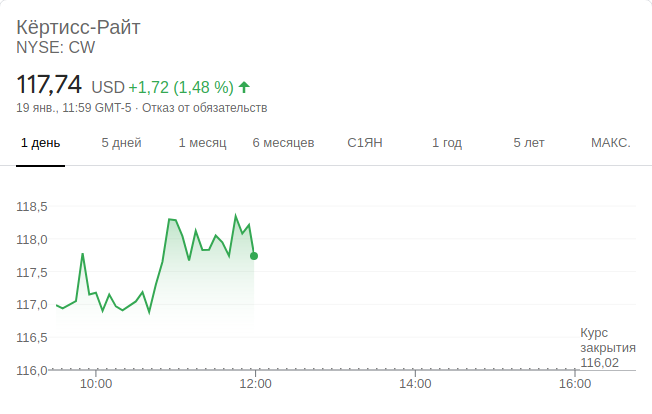 Кёртисс-Райт
NYSE: CW
117,74 USD +1,72 (1,48 %)
19 янв., 11:59 GMT-5 · Отказ от обязательств
1 день 5 дней 1 месяц 6 месяцев С1ЯН 1 год 5 лет МАКС.
118,5
118,0
117,5
117,0
116,5
116,0
Курс
закрытия
116,02
10:00 12:00 14:00 16:00